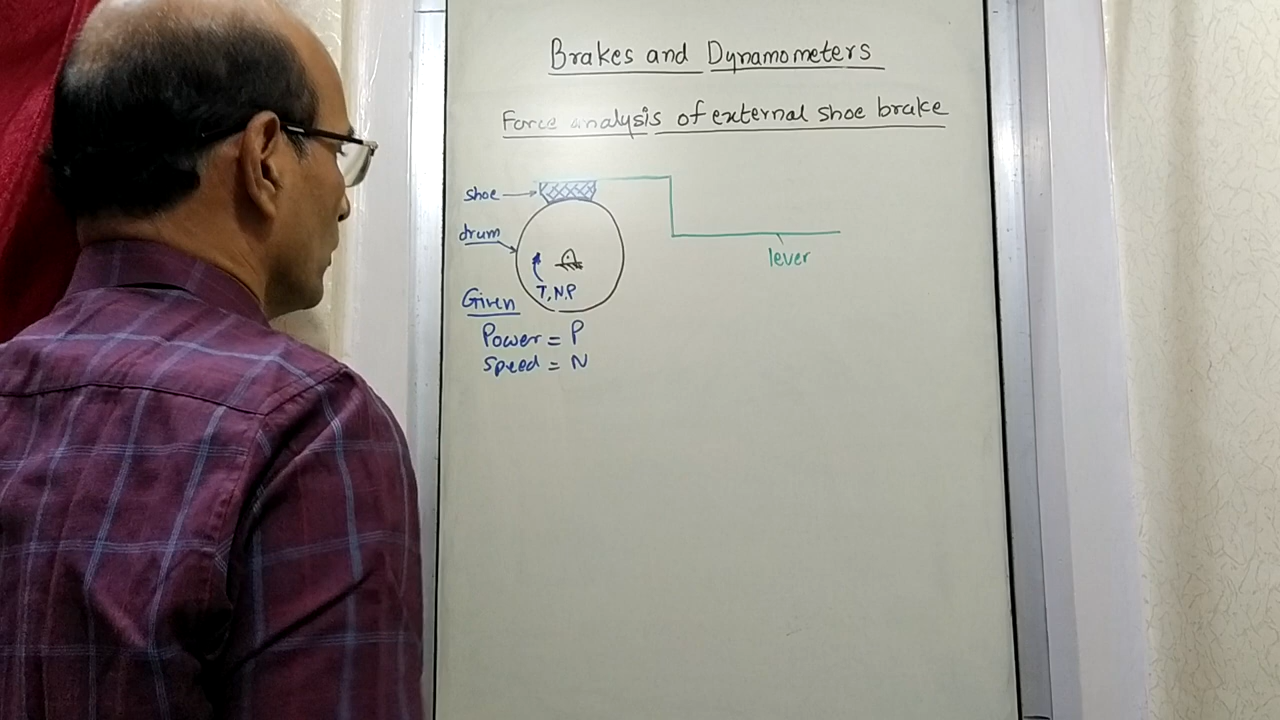 Brakes and Dynamometers
Force analysis of external shoe brake
shoe
drum
lever
T, N, P
Given
Power = P
Speed = N